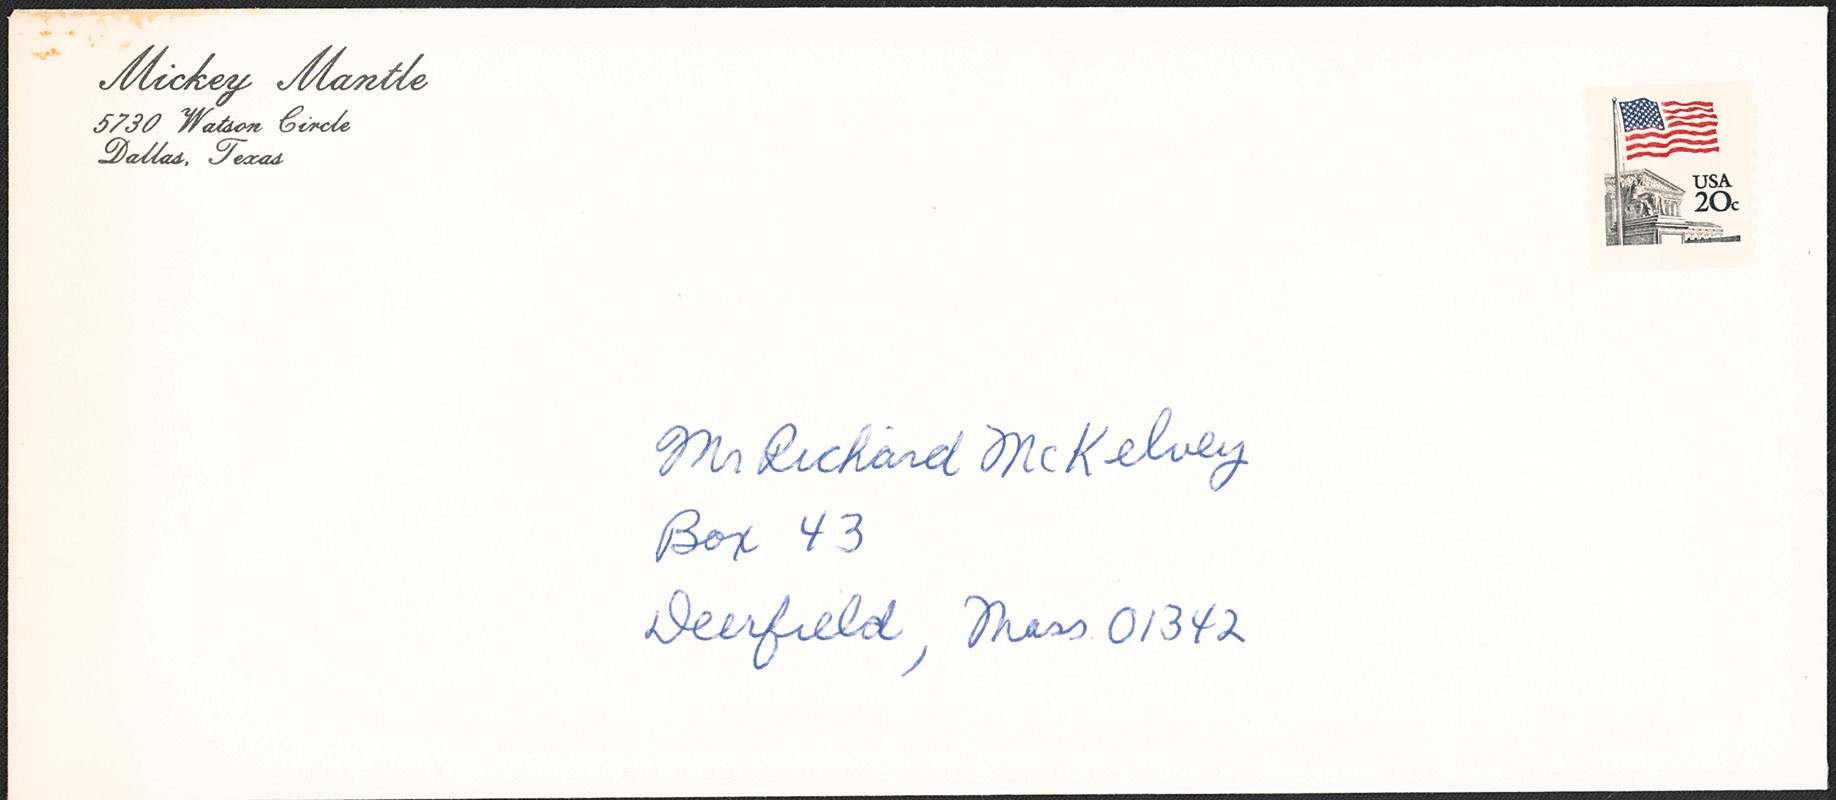 Mickey Mantle
5730 Watson Circle
Dallas, Texas
USA
20c
Mr Richard McKelvey
Box 43
Deerfield, Mass 01342